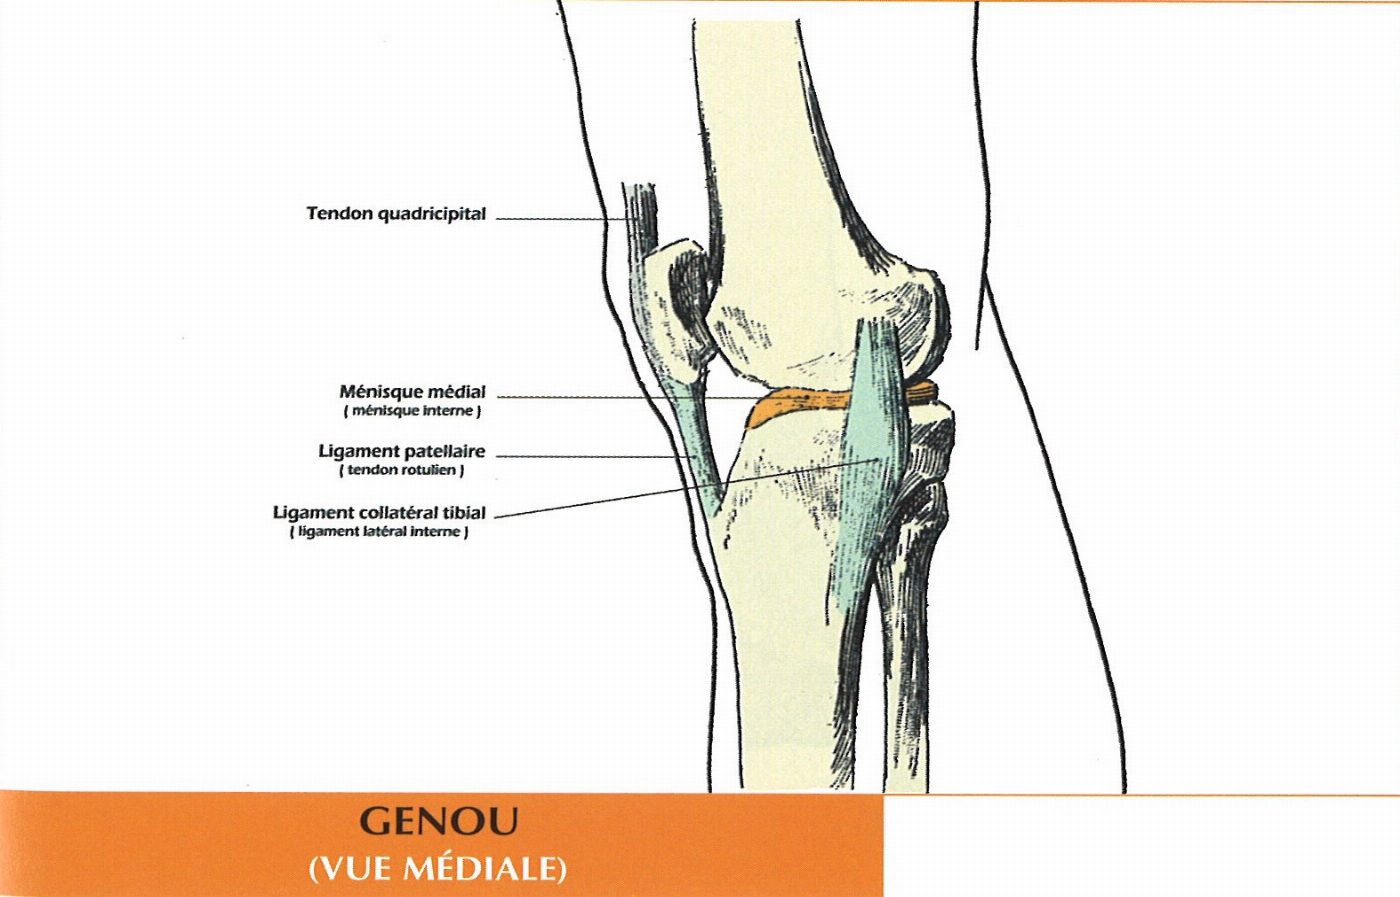 Tendon quadricipital
Ménisque médial
( ménisque interne )
Ligament patellaire
( tendon rotulien )
Ligament collatéral tibial
( ligament latéral interne )
GENOU
(VUE MÉDIALE)